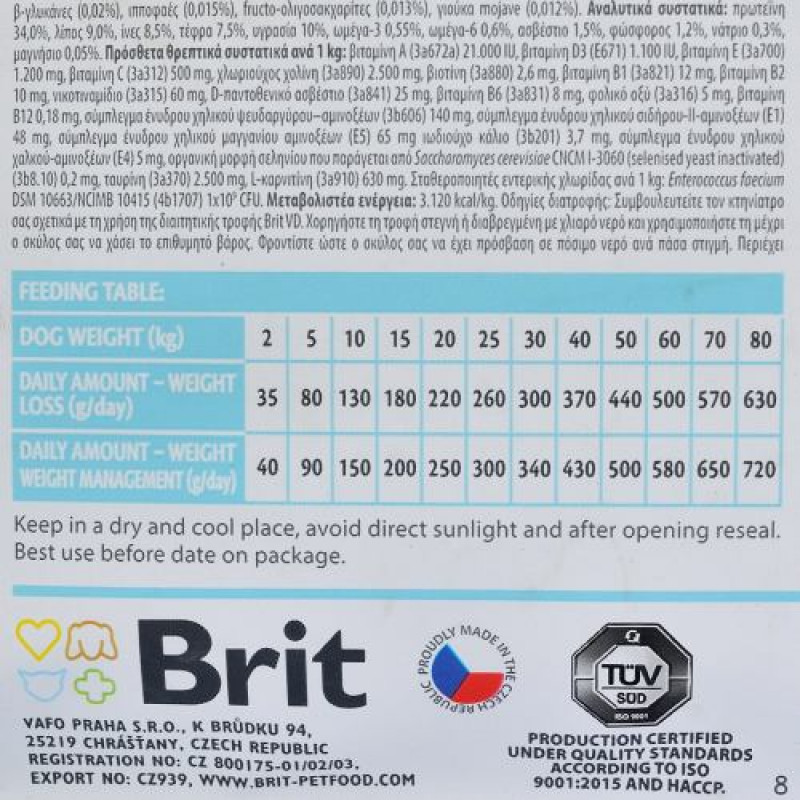 β-γλυκάνες (0,02%), ιπποφαές (0,015%), fructo-ολιγοσακχαρίτες (0,013%), γιούκα mojave (0,012%). Αναλυτικά συστατικά: πρωτεΐνη
34,0%, λίπος 9,0%, ίνες 8,5%, τέφρα 7,5%, υγρασία 10%, ωμέγα-3 0,55%, ωμέγα-6 0,6%, ασβέστιο 1,5%, φώσφορος 1,2%, νάτριο 0,3%,
μαγνήσιο 0,05%. Πρόσθετα θρεπτικά συστατικά ανά 1 kg: βιταμίνη A (3a672a) 21.000 IU, βιταμίνη D3 (E671) 1.100 IU, βιταμίνη E (3a700)
1.200 mg, βιταμίνη C (3a312) 500 mg, χλωριούχος χολίνη (3a890) 2.500 mg, βιοτίνη (3a880) 2,6 mg, βιταμίνη B1 (3a821) 12 mg, βιταμίνη B2
10 mg, νικοτιναμίδιο (3a315) 60 mg, D-παντοθενικό ασβέστιο (3a841) 25 mg, βιταμίνη B6 (3a831) 8 mg, φολικό οξύ (3a316) 5 mg, βιταμίνη
B12 0,18 mg, σύμπλεγμα ένυδρου χηλικού ψευδαργύρου–αμινοξέων (3b606) 140 mg, σύμπλεγμα ένυδρου χηλικού σιδήρου-II-αμινοξέων (E1)
48 mg, σύμπλεγμα ένυδρου χηλικού μαγγανίου αμινοξέων (E5) 65 mg ιωδιούχο κάλιο (3b201) 3,7 mg, σύμπλεγμα ένυδρου χηλικού
χαλκού-αμινοξέων (E4) 5 mg, οργανική μορφή σεληνίου που παράγεται από Saccharomyces cerevisiae CNCM I-3060 (selenised yeast inactivated)
(3b8.10) 0,2 mg, ταυρίνη (3a370) 2.500 mg, L-καρνιτίνη (3a910) 630 mg. Σταθεροποιητές εντερικής χλωρίδας ανά 1 kg: Enterococcus faecium
DSM 10663/NCIMB 10415 (4b1707) 1x10⁹ CFU. Μεταβολιστέα ενέργεια: 3.120 kcal/kg. Οδηγίες διατροφής: Συμβουλευτείτε τον κτηνίατρο
σας σχετικά με τη χρήση της διαιτητικής τροφής Brit VD. Χορηγήστε τη τροφή στεγνή ή διαβρεγμένη με χλιαρό νερό και χρησιμοποιήστε τη μέχρι
ο σκύλος σας να χάσει το επιθυμητό βάρος. Φροντίστε ώστε ο σκύλος σας να έχει πρόσβαση σε πόσιμο νερό ανά πάσα στιγμή. Περιέχει
FEEDING TABLE:
DOG WEIGHT (kg) 2 5 10 15 20 25 30 40 50 60 70 80
DAILY AMOUNT – WEIGHT
LOSS (g/day) 35 80 130 180 220 260 300 370 440 500 570 630
DAILY AMOUNT – WEIGHT
WEIGHT MANAGEMENT (g/day) 40 90 150 200 250 300 340 430 500 580 650 720
Keep in a dry and cool place, avoid direct sunlight and after opening reseal.
Best use before date on package.
Brit
PROUDLY MADE IN THE CZECH REPUBLIC
TÜV
SÜD
ISO 9001
VAFO PRAHA S.R.O., K BRŮDKU 94,
25219 CHRÁŠŤANY, CZECH REPUBLIC
REGISTRATION NO: CZ 800175-01/02/03,
EXPORT NO: CZ939, WWW.BRIT-PETFOOD.COM
PRODUCTION CERTIFIED
UNDER QUALITY STANDARDS
ACCORDING TO ISO
9001:2015 AND HACCP.
8